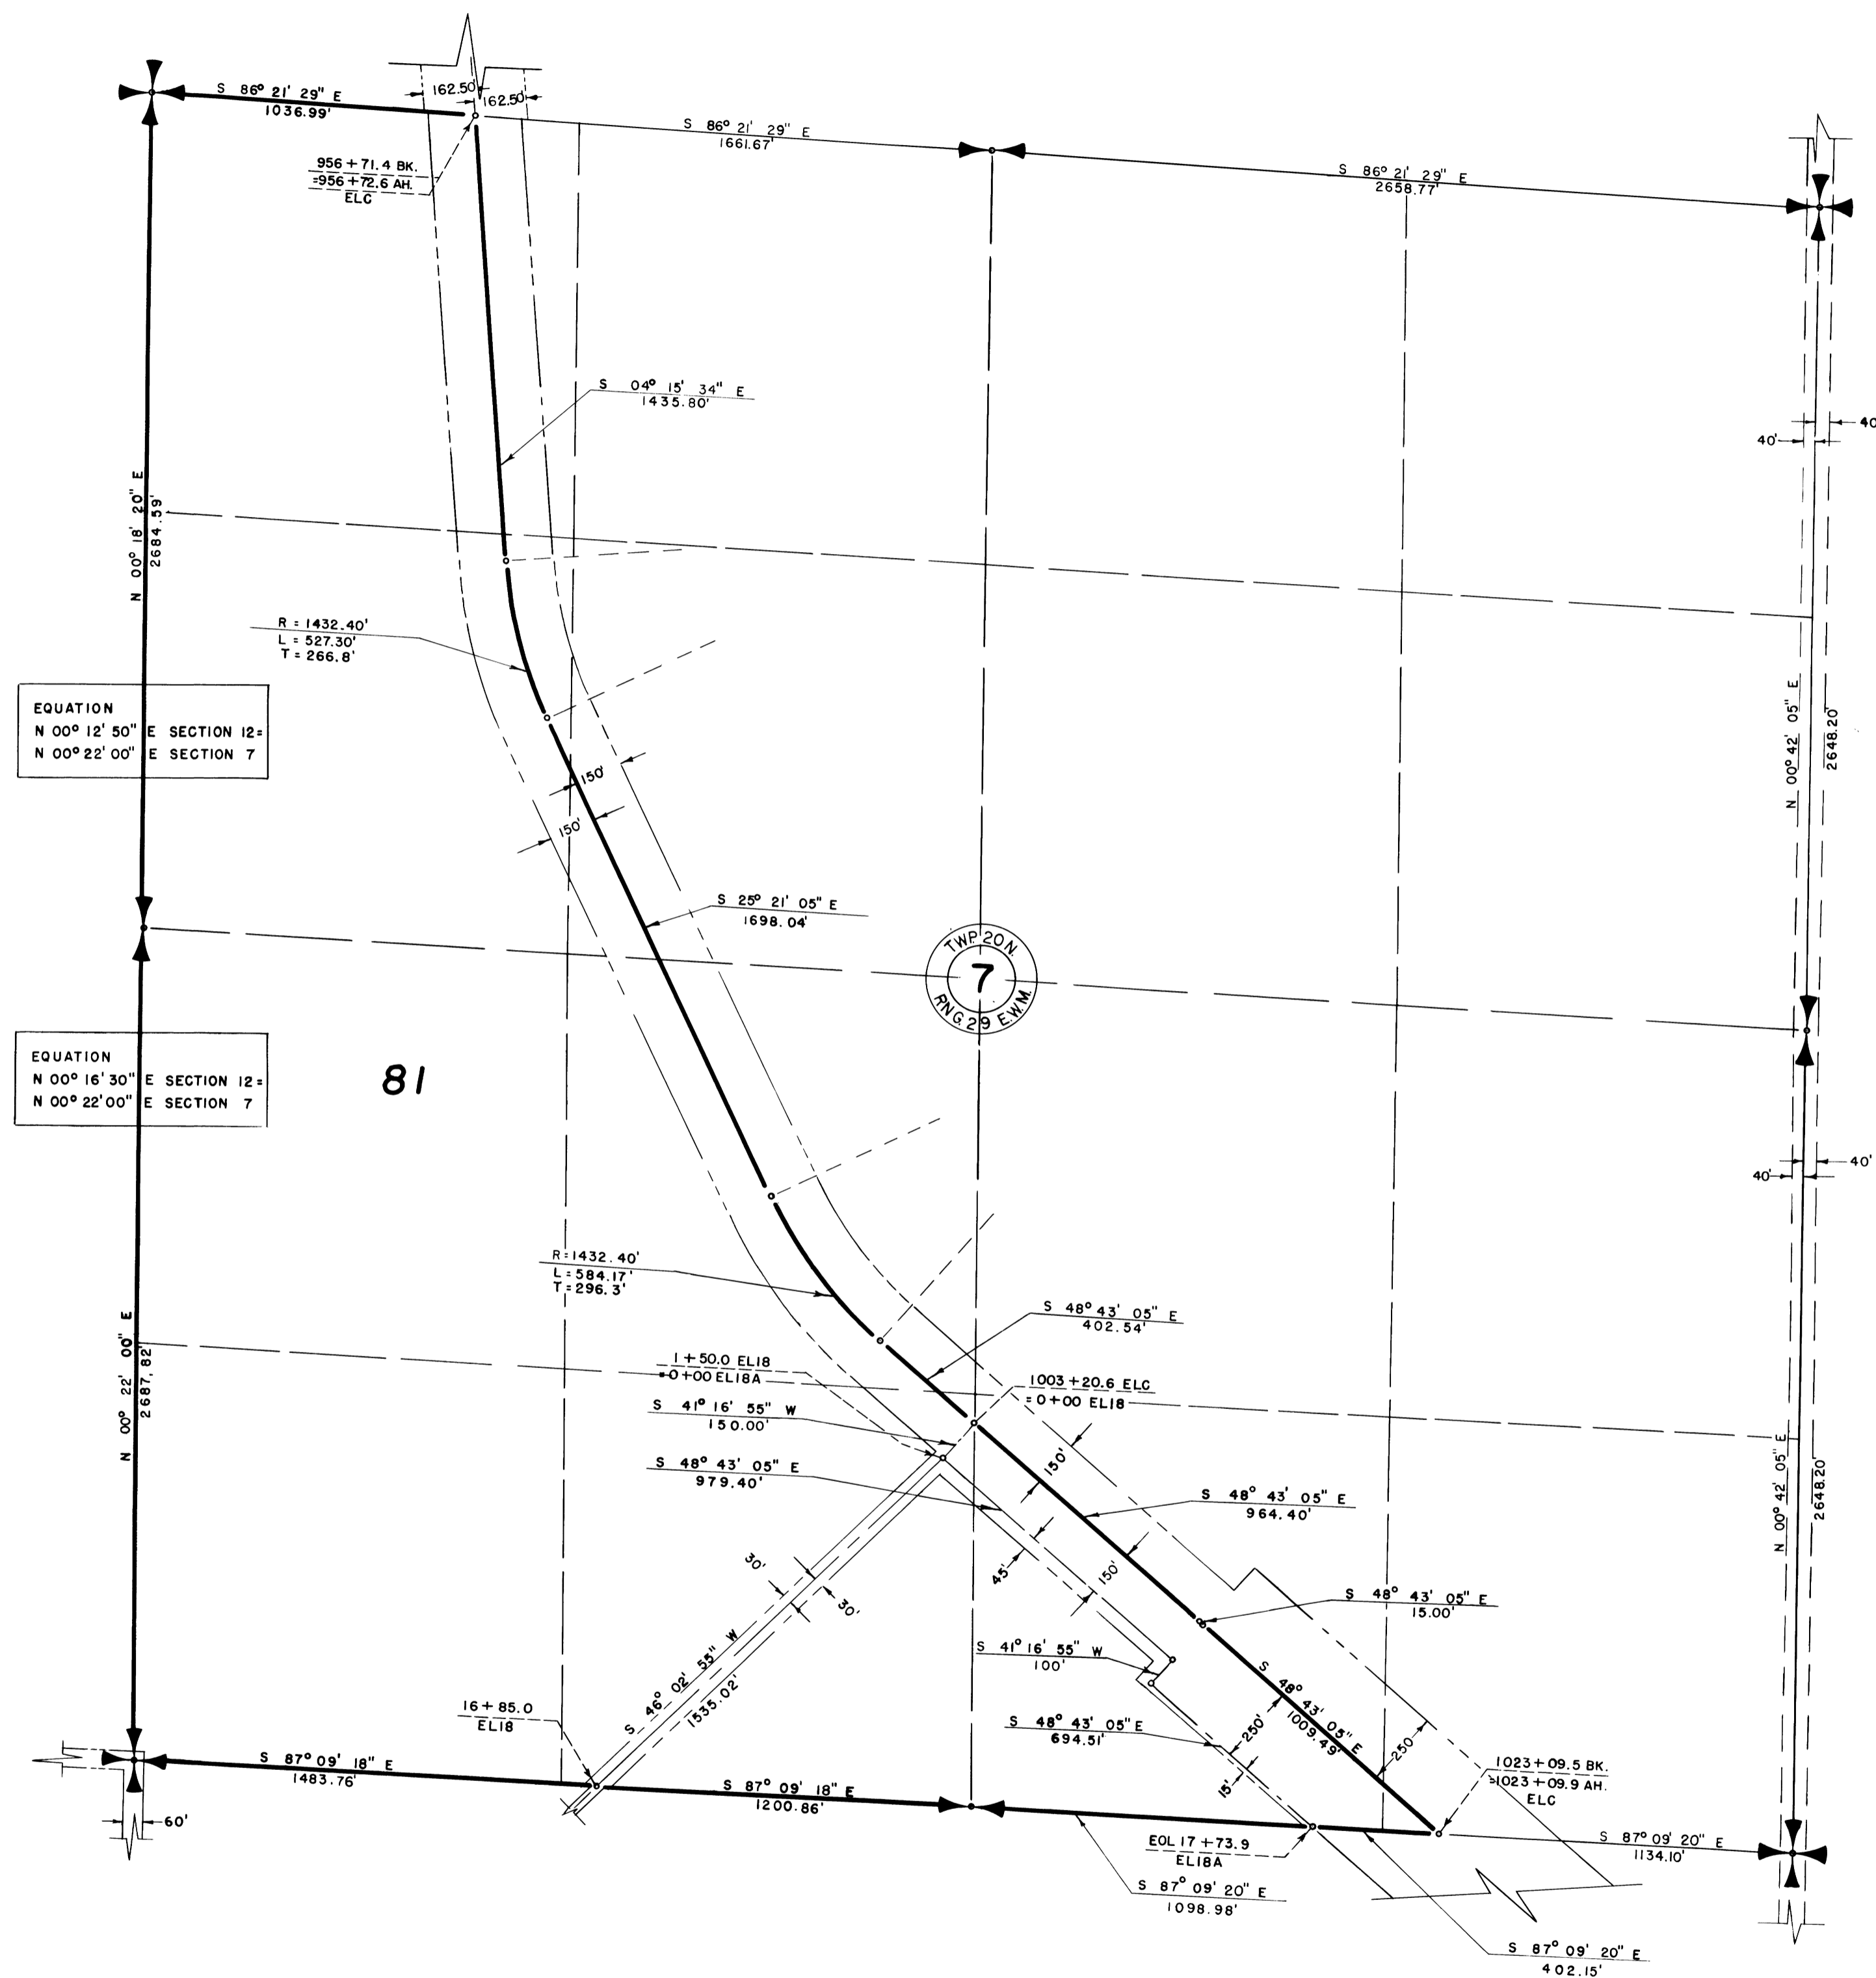 S 86° 21' 29" E
1036.99'
162.50'
162.50'
S 86° 21' 29" E
1661.67'
S 86° 21' 29" E
2658.77'
956+71.4 BK.
=956+72.6 AH.
ELC
S 04° 15' 34" E
1435.80'
40'
40'
N 00° 18' 20" E
2684.59'
R = 1432.40'
L = 527.30'
T = 266.8'
EQUATION
N 00° 12' 50" E SECTION 12=
N 00° 22' 00" E SECTION 7
150'
150'
N 00° 42' 05" E
2648.20'
S 25° 21' 05" E
1698.04'
TWP. 20 N.
7
RNG. 29 E.W.M.
EQUATION
N 00° 16' 30" E SECTION 12=
N 00° 22' 00" E SECTION 7
81
40'
40'
R=1432.40'
L=584.17'
T=296.3'
S 48° 43' 05" E
402.54'
N 00° 22' 00" E
2687.82'
1+50.0 EL18
=0+00 EL18A
1003+20.6 ELC
=0+00 EL18
S 41° 16' 55" W
150.00'
S 48° 43' 05" E
979.40'
150'
S 48° 43' 05" E
964.40'
N 00° 42' 05" E
2648.20'
30'
30'
45'
150'
S 48° 43' 05" E
15.00'
S 41° 16' 55" W
100'
S 46° 02' 55" W
1535.02'
S 48° 43' 05" E
1009.49'
16+85.0
EL18
S 48° 43' 05" E
694.51'
250'
250
15'
S 87° 09' 18" E
1483.76'
S 87° 09' 18" E
1200.86'
1023+09.5 BK.
=1023+09.9 AH.
ELC
60'
EOL 17+73.9
EL18A
S 87° 09' 20" E
1134.10'
S 87° 09' 20" E
1098.98'
S 87° 09' 20" E
402.15'